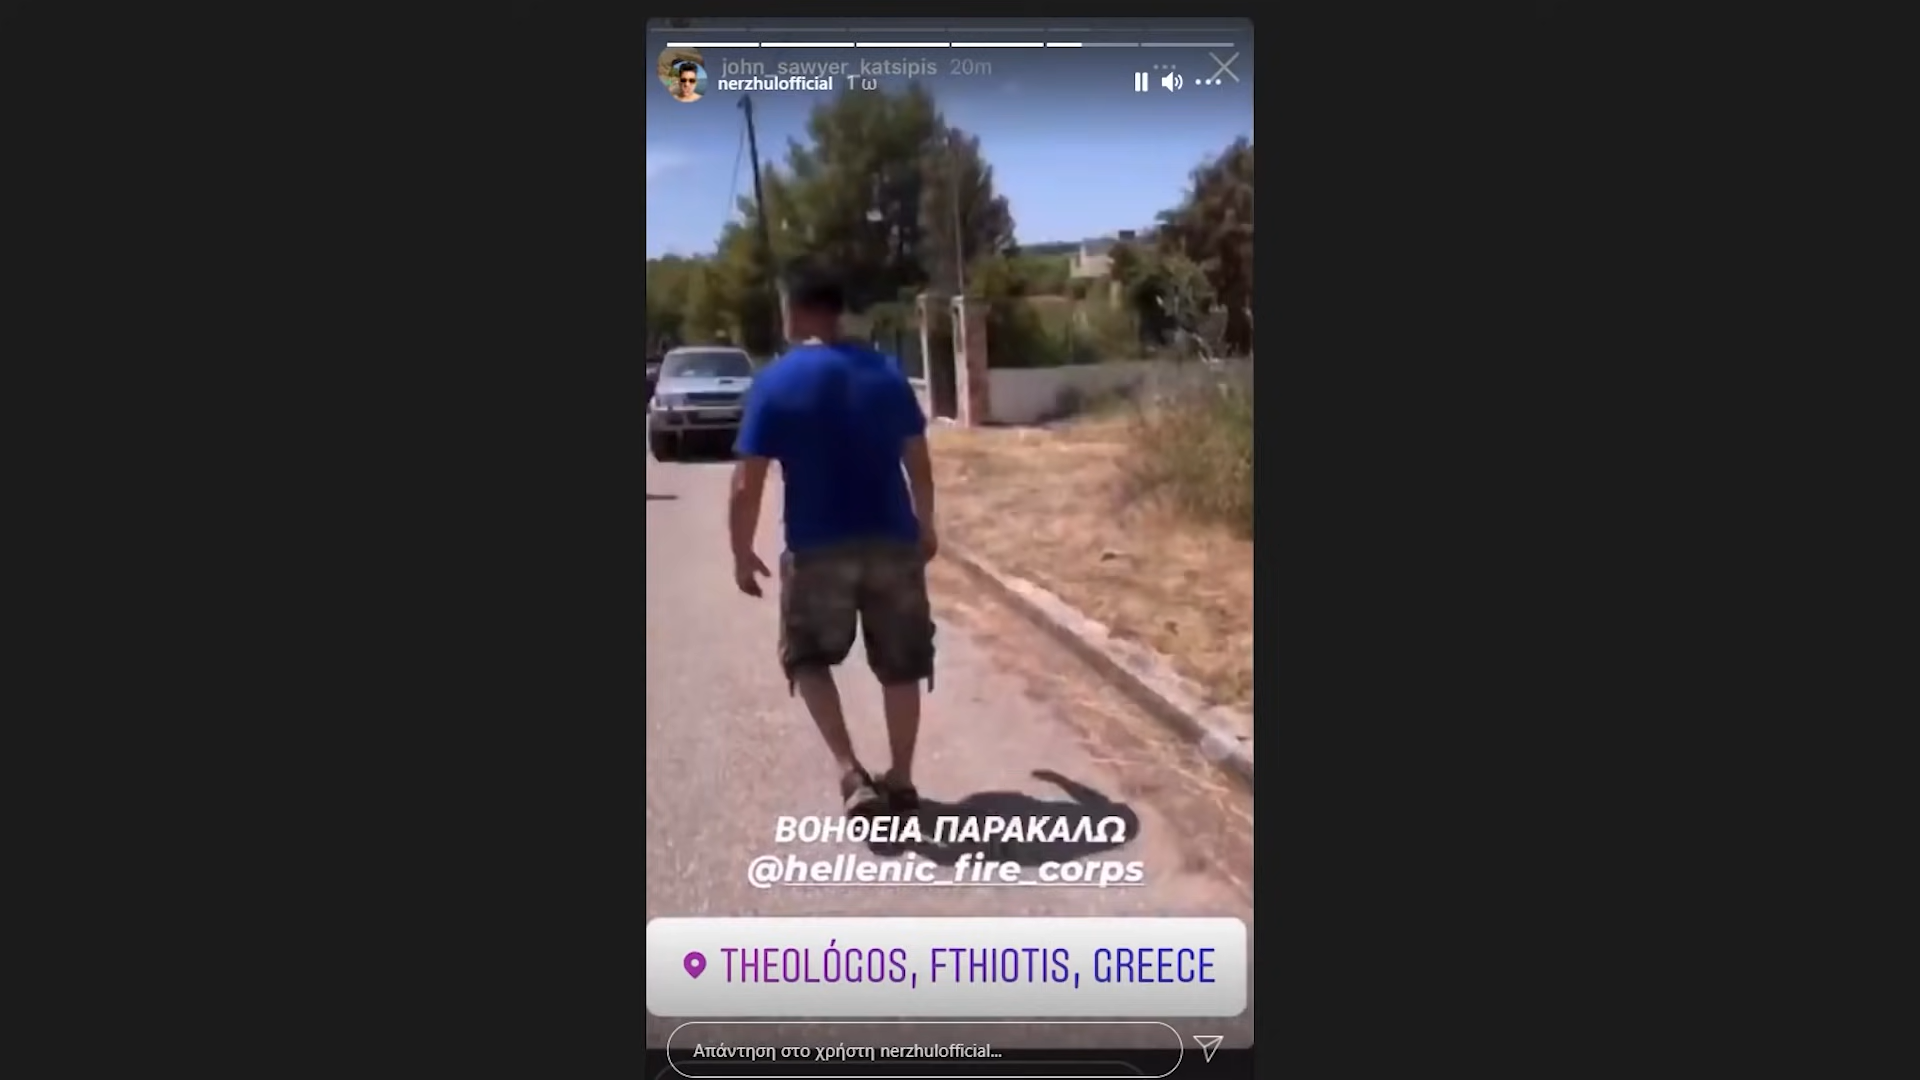 john_sawyer_katsipis 20m
nerzhulofficial 1 ω
ΒΟΗΘΕΙΑ ΠΑΡΑΚΑΛΩ
@hellenic_fire_corps
THEOLÓGOS, FTHIOTIS, GREECE
Απάντηση στο χρήστη nerzhulofficial...